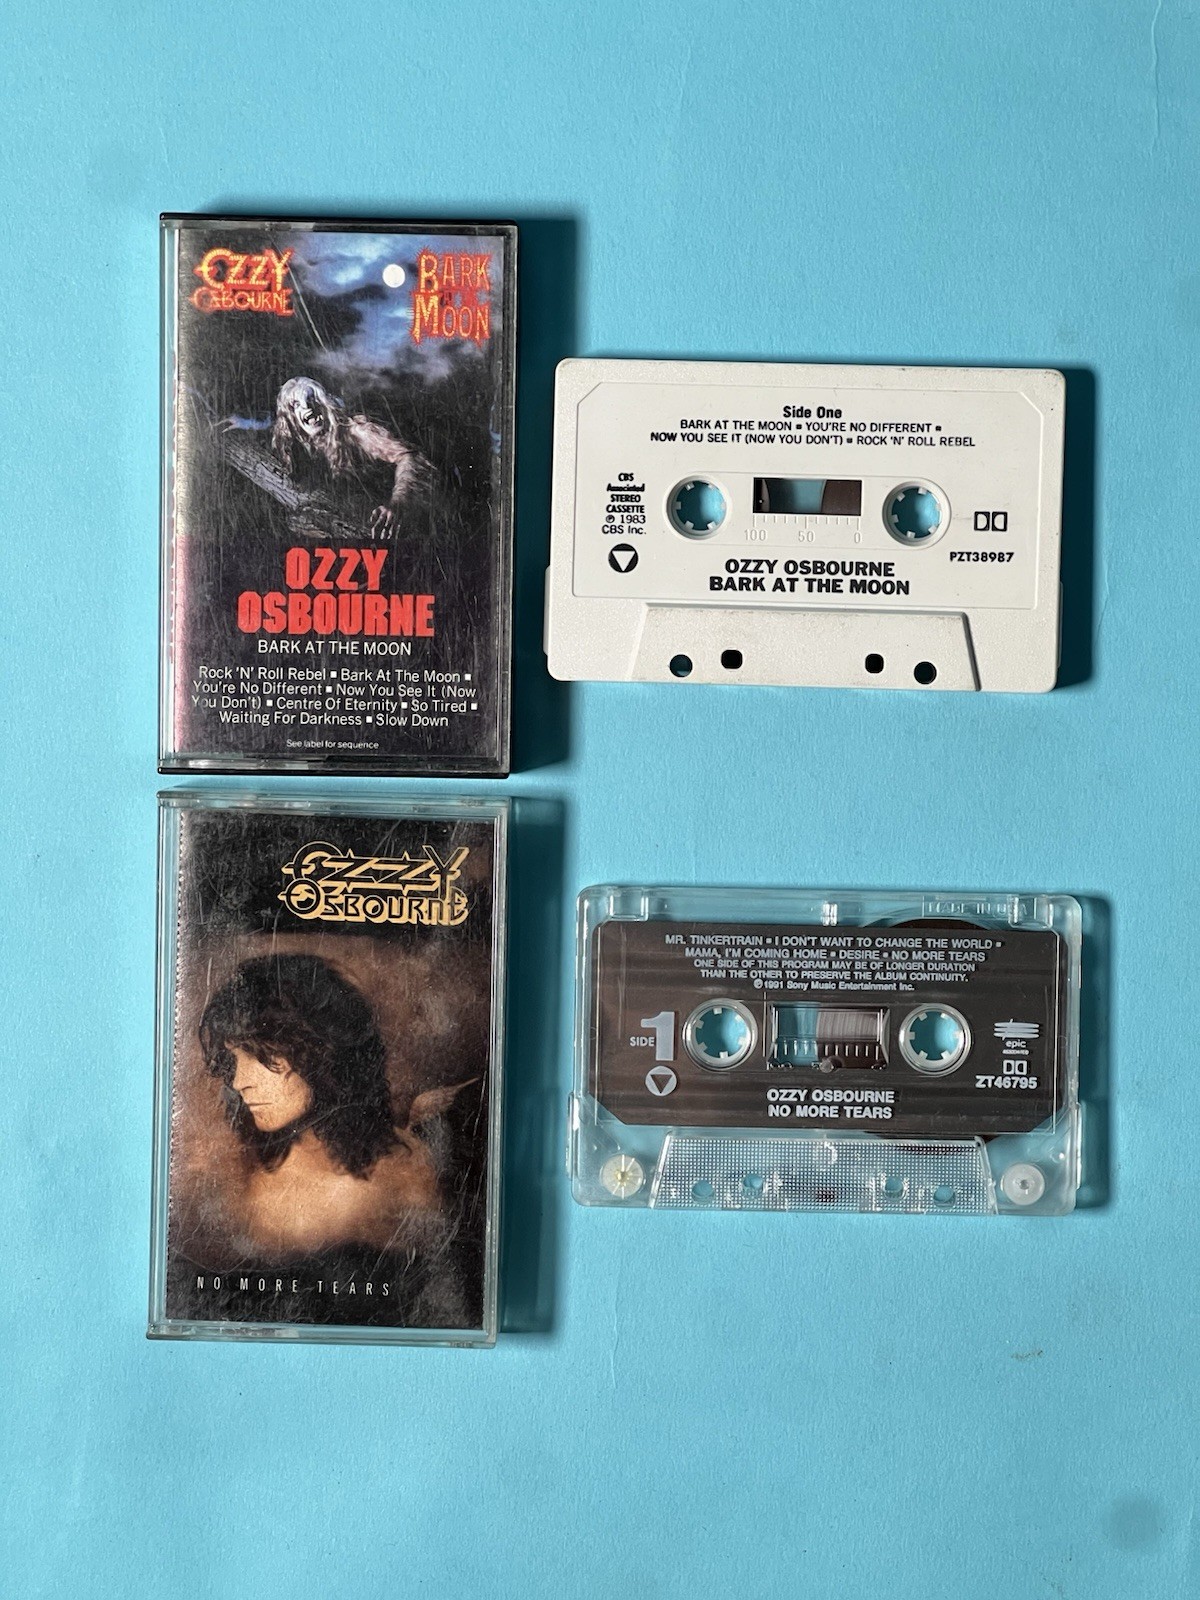 OZZY
OSBOURNE
BARK
AT THE
MOON
OZZY
OSBOURNE
BARK AT THE MOON
Rock 'N' Roll Rebel ▪ Bark At The Moon ▪
You're No Different ▪ Now You See It (Now
You Don't) ▪ Centre Of Eternity ▪ So Tired ▪
Waiting For Darkness ▪ Slow Down
See label for sequence
Side One
BARK AT THE MOON ▪ YOU'RE NO DIFFERENT ▪
NOW YOU SEE IT (NOW YOU DON'T) ▪ ROCK 'N' ROLL REBEL
CBS
Associated
STEREO
CASSETTE
℗ 1983
CBS Inc.
100 50 0
PZT38987
OZZY OSBOURNE
BARK AT THE MOON
OZZY
OSBOURNE
NO MORE TEARS
MADE IN U.S.A.
MR. TINKERTRAIN ▪ I DON'T WANT TO CHANGE THE WORLD ▪
MAMA, I'M COMING HOME ▪ DESIRE ▪ NO MORE TEARS
ONE SIDE OF THIS PROGRAM MAY BE OF LONGER DURATION
THAN THE OTHER TO PRESERVE THE ALBUM CONTINUITY.
℗1991 Sony Music Entertainment Inc.
SIDE 1
epic
ASSOCIATED
ZT46795
OZZY OSBOURNE
NO MORE TEARS